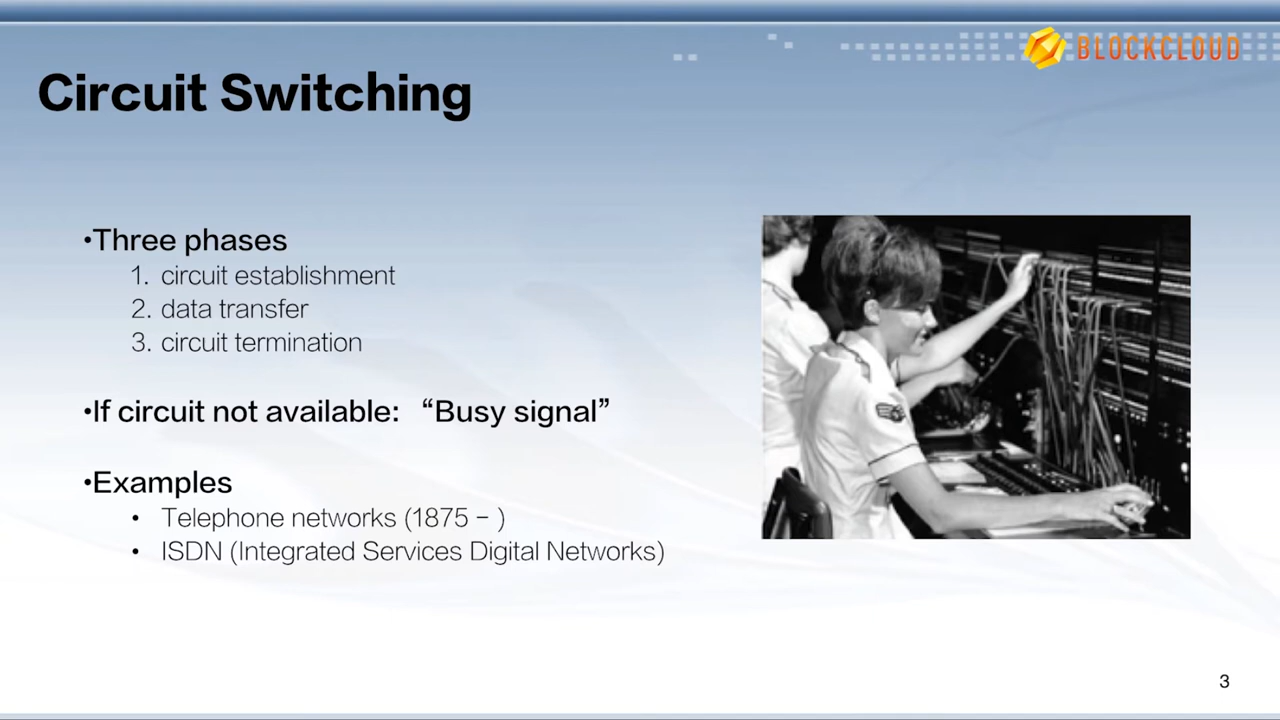 BLOCKCLOUD
Circuit Switching
•Three phases
1. circuit establishment
2. data transfer
3. circuit termination
•If circuit not available: “Busy signal”
•Examples
• Telephone networks (1875 – )
• ISDN (Integrated Services Digital Networks)
3